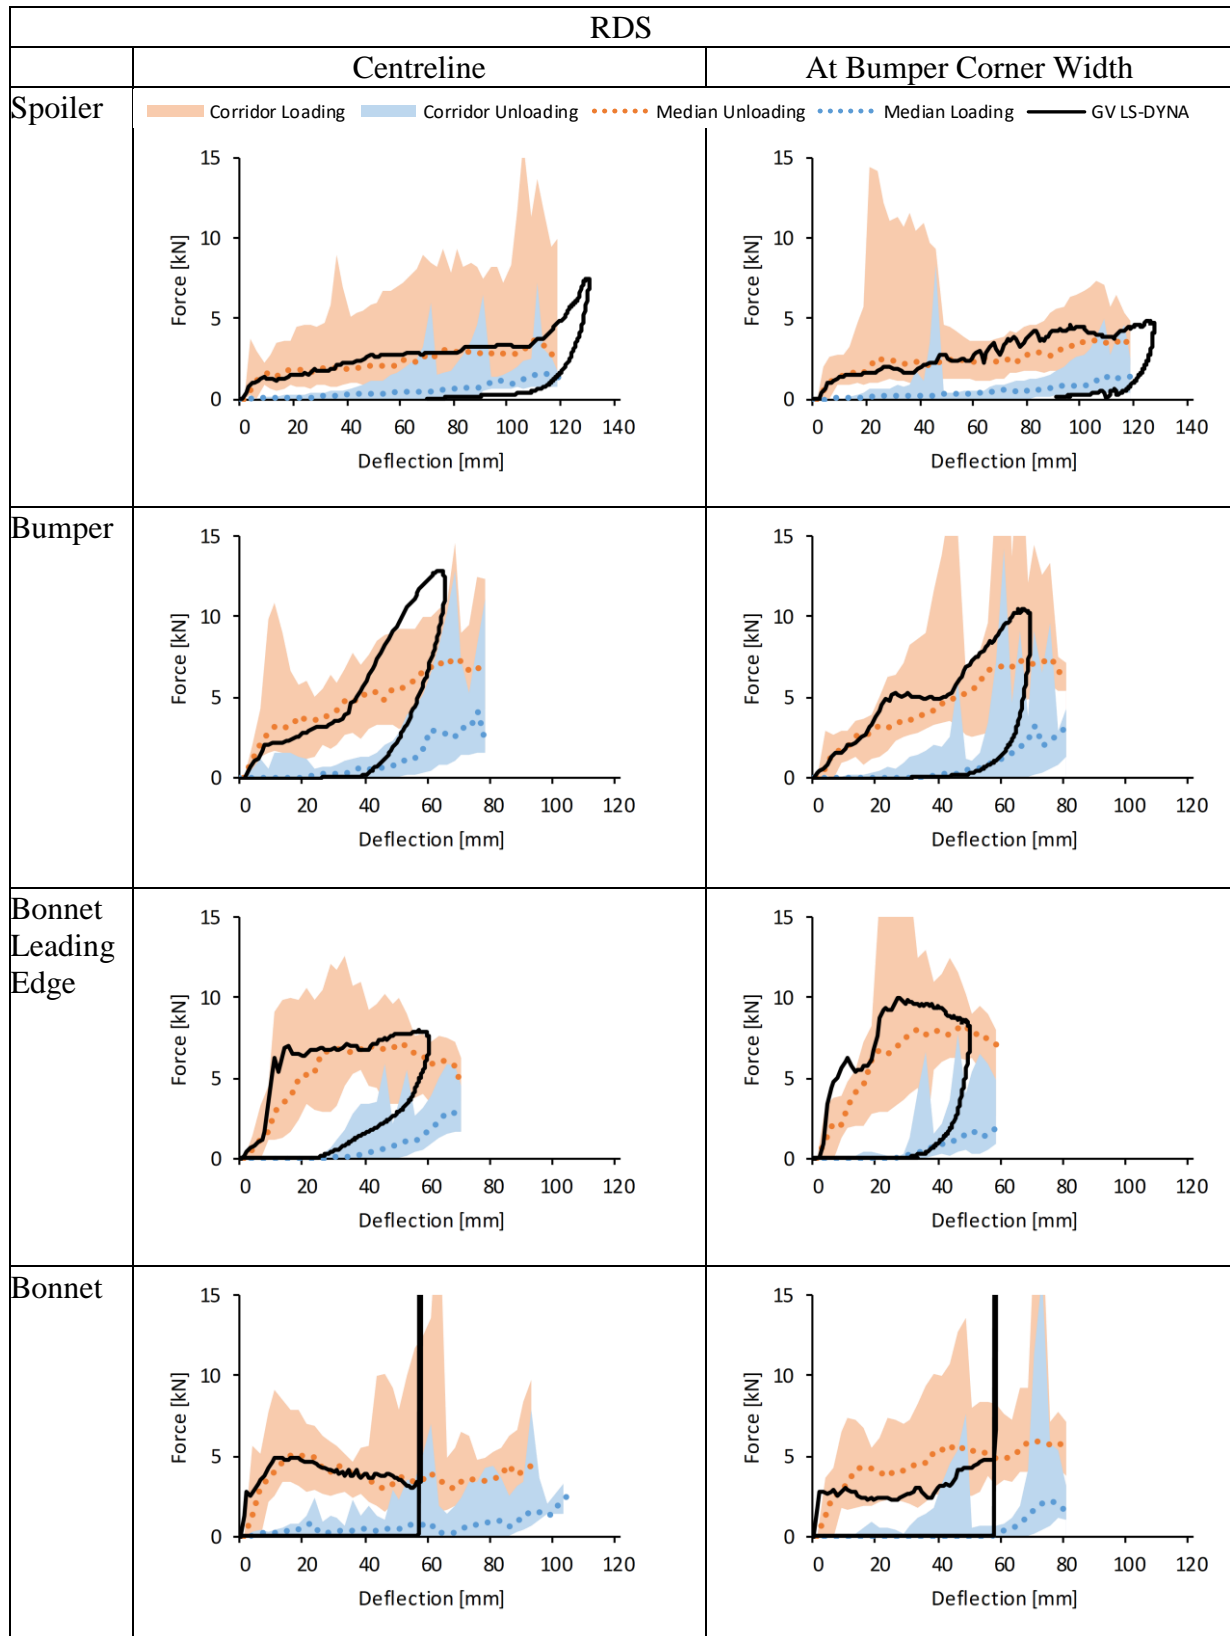 RDS
Centreline At Bumper Corner Width
Spoiler
Corridor Loading Corridor Unloading Median Unloading Median Loading GV LS-DYNA
15
10
5
0
Force [kN]
0 20 40 60 80 100 120 140
Deflection [mm]
15
10
5
0
Force [kN]
0 20 40 60 80 100 120 140
Deflection [mm]
Bumper
15
10
5
0
Force [kN]
0 20 40 60 80 100 120
Deflection [mm]
15
10
5
0
Force [kN]
0 20 40 60 80 100 120
Deflection [mm]
Bonnet
Leading
Edge
15
10
5
0
Force [kN]
0 20 40 60 80 100 120
Deflection [mm]
15
10
5
0
Force [kN]
0 20 40 60 80 100 120
Deflection [mm]
Bonnet
15
10
5
0
Force [kN]
0 20 40 60 80 100 120
Deflection [mm]
15
10
5
0
Force [kN]
0 20 40 60 80 100 120
Deflection [mm]